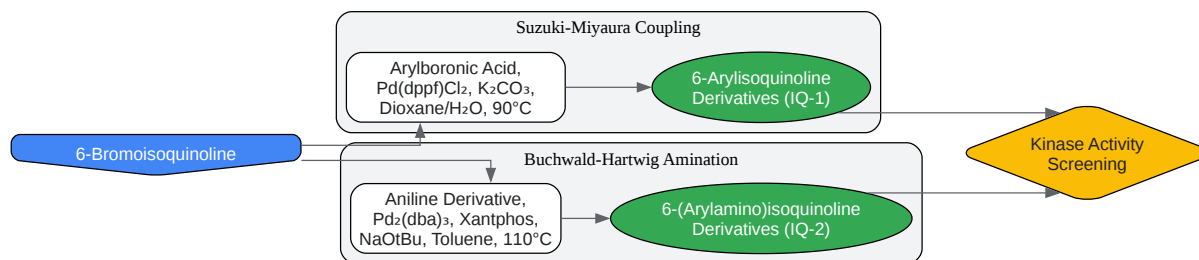 Suzuki-Miyaura Coupling
Arylboronic Acid,
Pd(dppf)Cl₂, K₂CO₃,
Dioxane/H₂O, 90°C
6-Arylisoquinoline
Derivatives (IQ-1)
6-Bromoisoquinoline
Kinase Activity
Screening
Buchwald-Hartwig Amination
Aniline Derivative,
Pd₂(dba)₃, Xantphos,
NaOtBu, Toluene, 110°C
6-(Arylamino)isoquinoline
Derivatives (IQ-2)